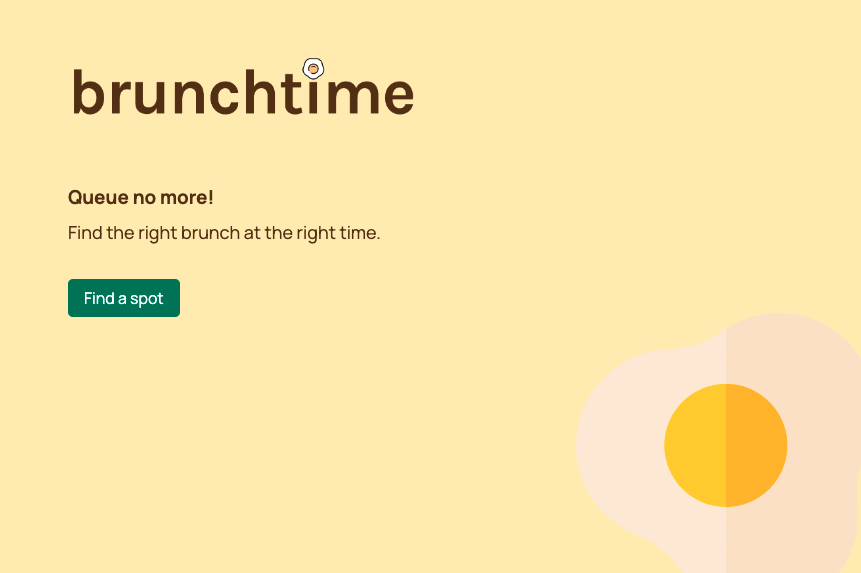 brunchtime
Queue no more!
Find the right brunch at the right time.
Find a spot